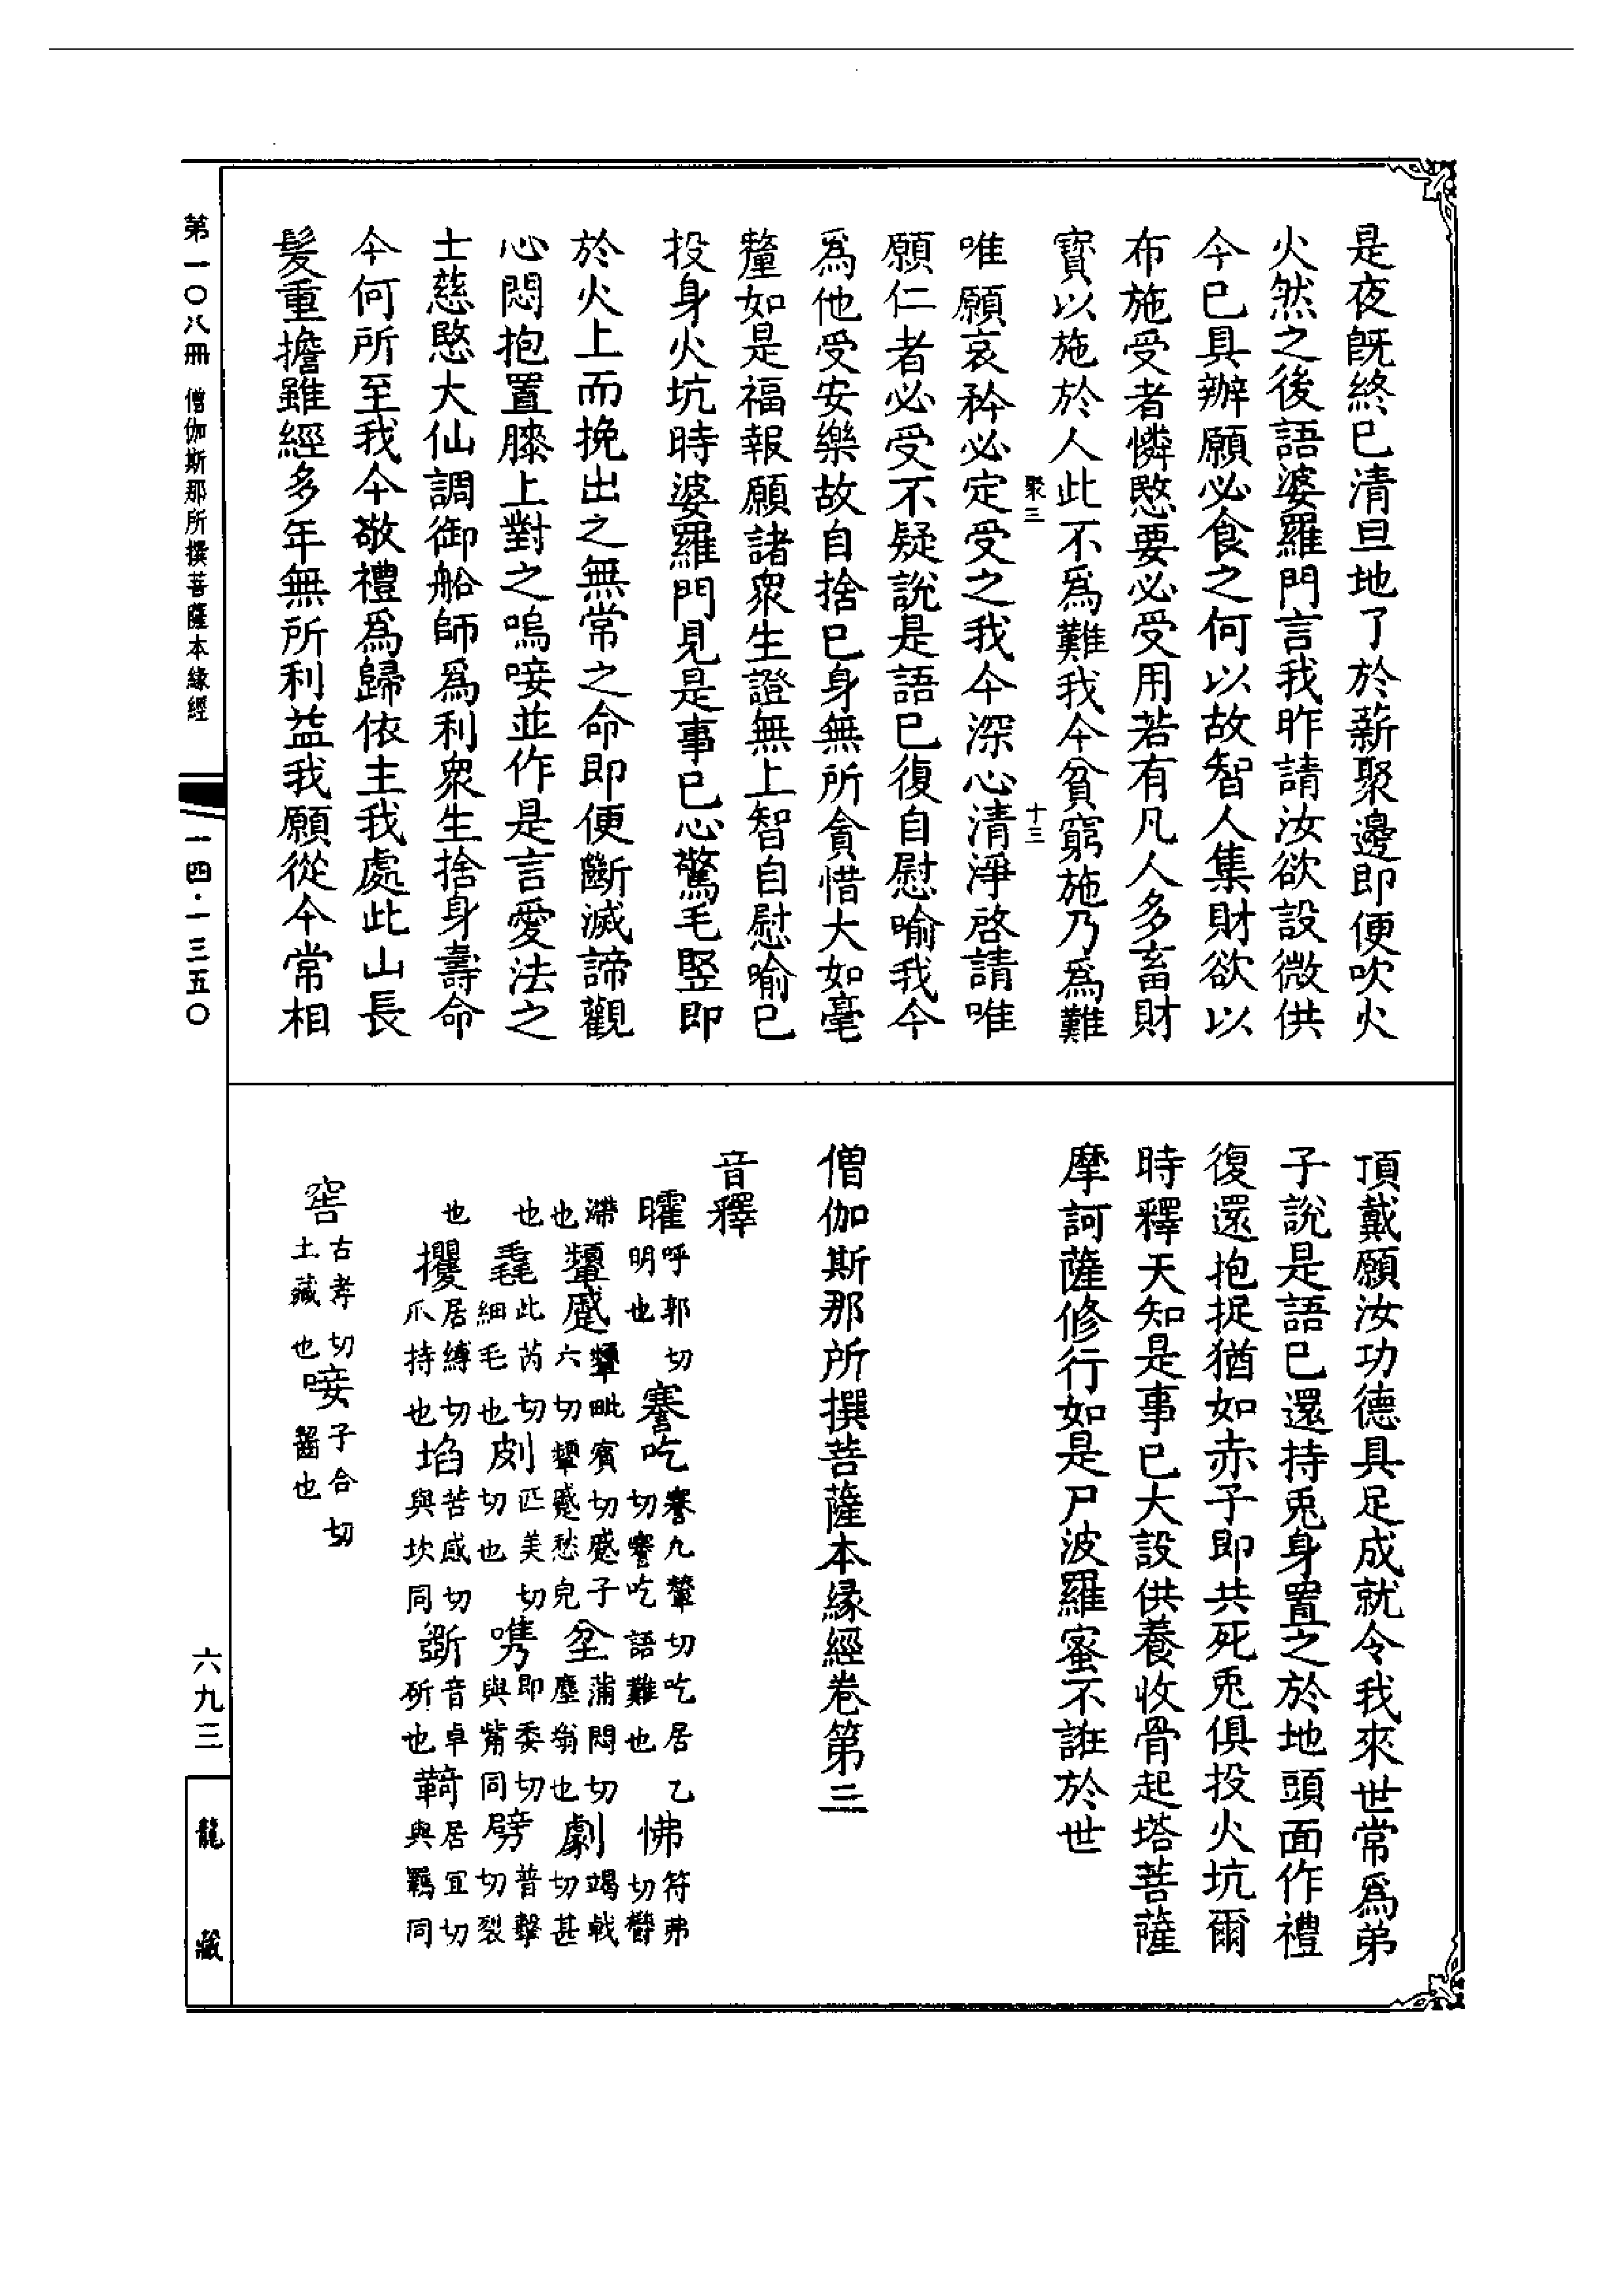 是夜旣終已清旦地了於薪聚邊即便吹火
火然之後語婆羅門言我昨請汝欲設微供
今已具辦願必食之何以故智人集財欲以
布施受者憐愍要必受用若有凡人多畜財
寳以施於人此不爲難我今貧窮施乃爲難
聚三
十三
唯願哀矜必定受之我今深心清淨啓請唯
願仁者必受不疑說是語已復自慰喻我今
爲他受安樂故自捨已身無所貪惜大如毫
釐如是福報願諸衆生證無上智自慰喻已
投身火坑時婆羅門見是事已心驚毛竪即
於火上而挽出之無常之命即便斷滅諦觀
心悶抱置膝上對之嗚唼並作是言愛法之
士慈愍大仙調御船師爲利衆生捨身壽命
今何所至我今敬禮爲歸依主我處此山長
髪重擔雖經多年無所利益我願從今常相
頂戴願汝功德具足成就令我來世常爲弟
子說是語已還持兎身置之於地頭面作禮
復還抱捉猶如赤子即共死兎俱投火坑爾
時釋天知是事已大設供養收骨起塔菩薩
摩訶薩修行如是尸波羅蜜不誑於世
僧伽斯那所撰菩薩本縁經卷第三
音釋
矐呼郭切明也 謇吃謇九輦切吃居乙切謇吃語難也 怫符弗切鬱
滯也 顰蹙顰毗賓切蹙子六切顰蹙愁皃 坌蒲悶切塵坌也 劇竭戟切甚
也 毳此芮切細毛也 㓟匹美切切也 嶲即委切與觜同 劈普擊切裂
也 攫居縛切爪持也 埳苦感切與坎同 斵音卓斫也 䩭居宜切與羈同
窖古孝切土藏也 唼子合切齧也
第一〇八冊 僧伽斯那所撰菩薩本緣經
一四·一三五〇
六九三
龍藏